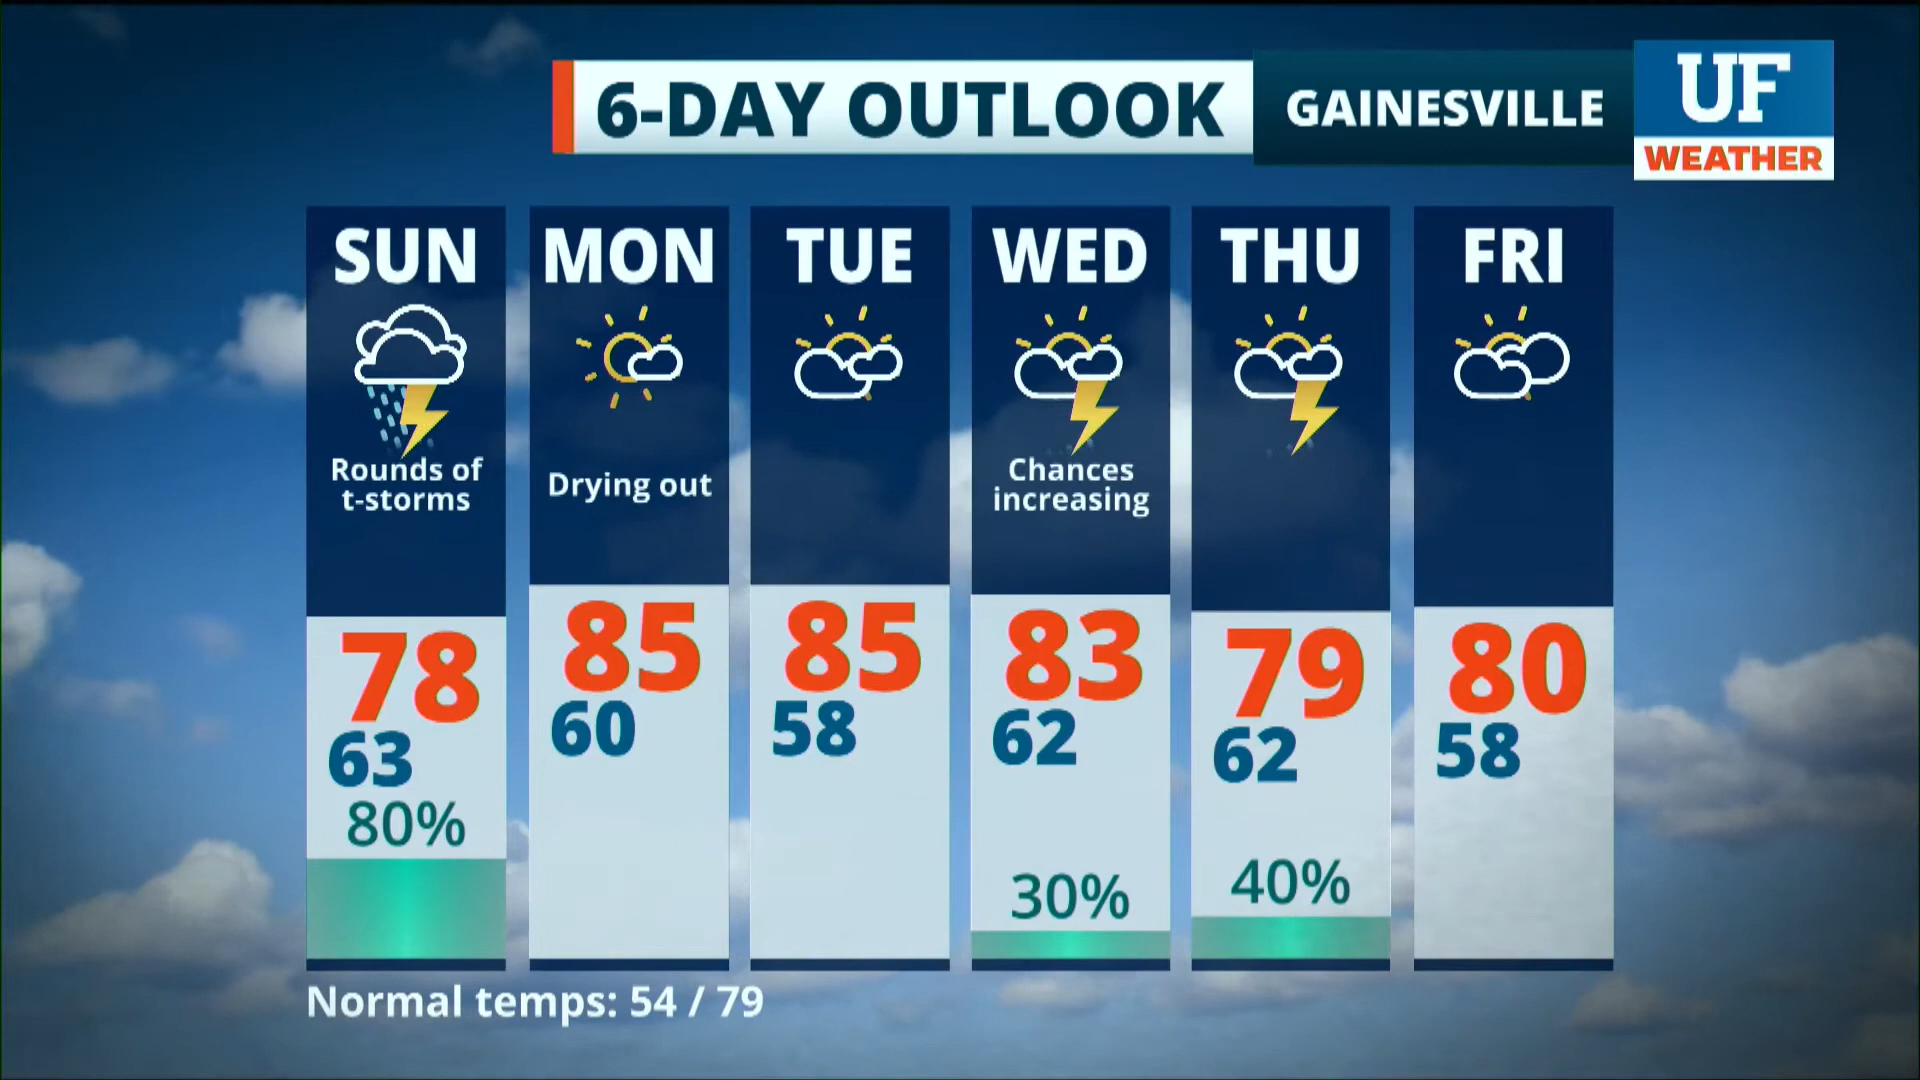 6-DAY OUTLOOK
GAINESVILLE
UF
WEATHER
SUN
Rounds of
t-storms
78
63
80%
MON
Drying out
85
60
TUE
85
58
WED
Chances
increasing
83
62
30%
THU
79
62
40%
FRI
80
58
Normal temps: 54 / 79